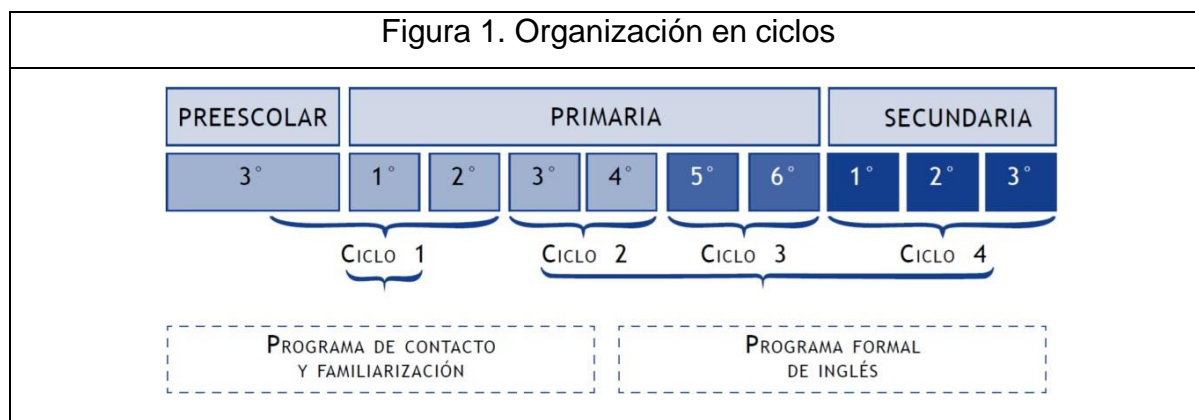 Figura 1. Organización en ciclos
PREESCOLAR PRIMARIA SECUNDARIA
3° 1° 2° 3° 4° 5° 6° 1° 2° 3°
CICLO 1 CICLO 2 CICLO 3 CICLO 4
PROGRAMA DE CONTACTO
Y FAMILIARIZACIÓN
PROGRAMA FORMAL
DE INGLÉS